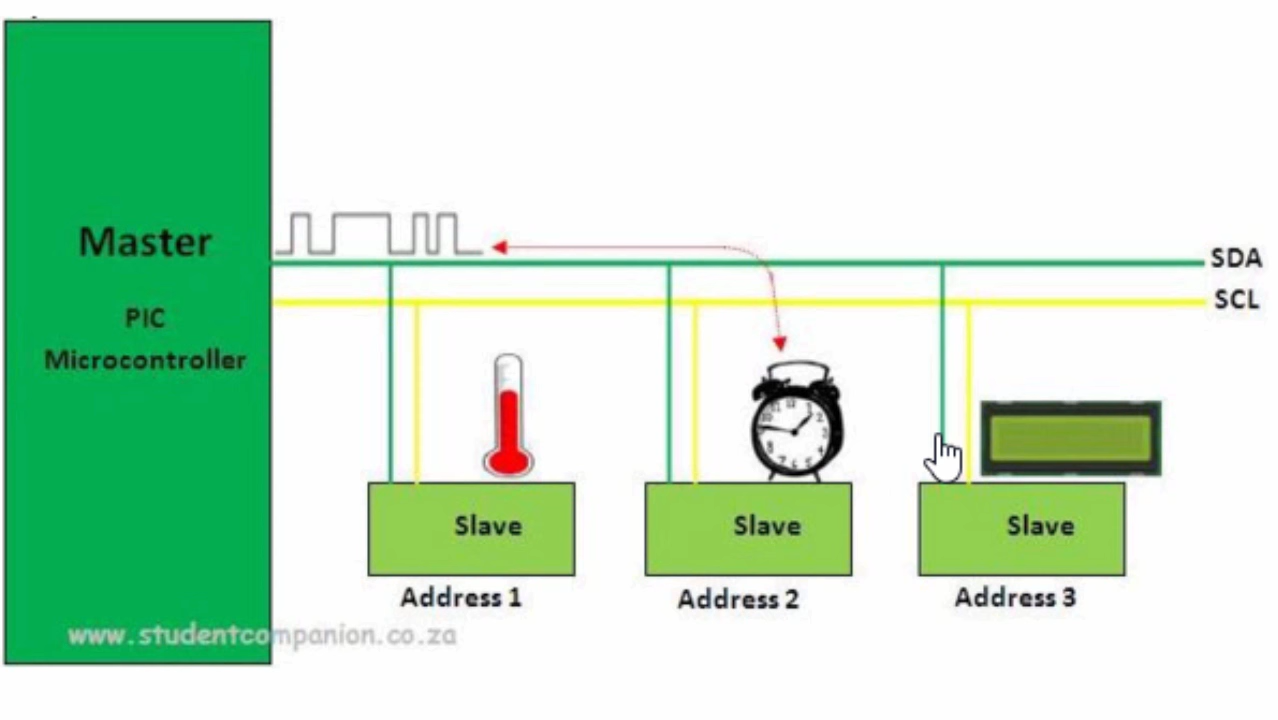 Master
PIC
Microcontroller
SDA
SCL
Slave
Slave
Slave
Address 1
Address 2
Address 3
www.studentcompanion.co.za